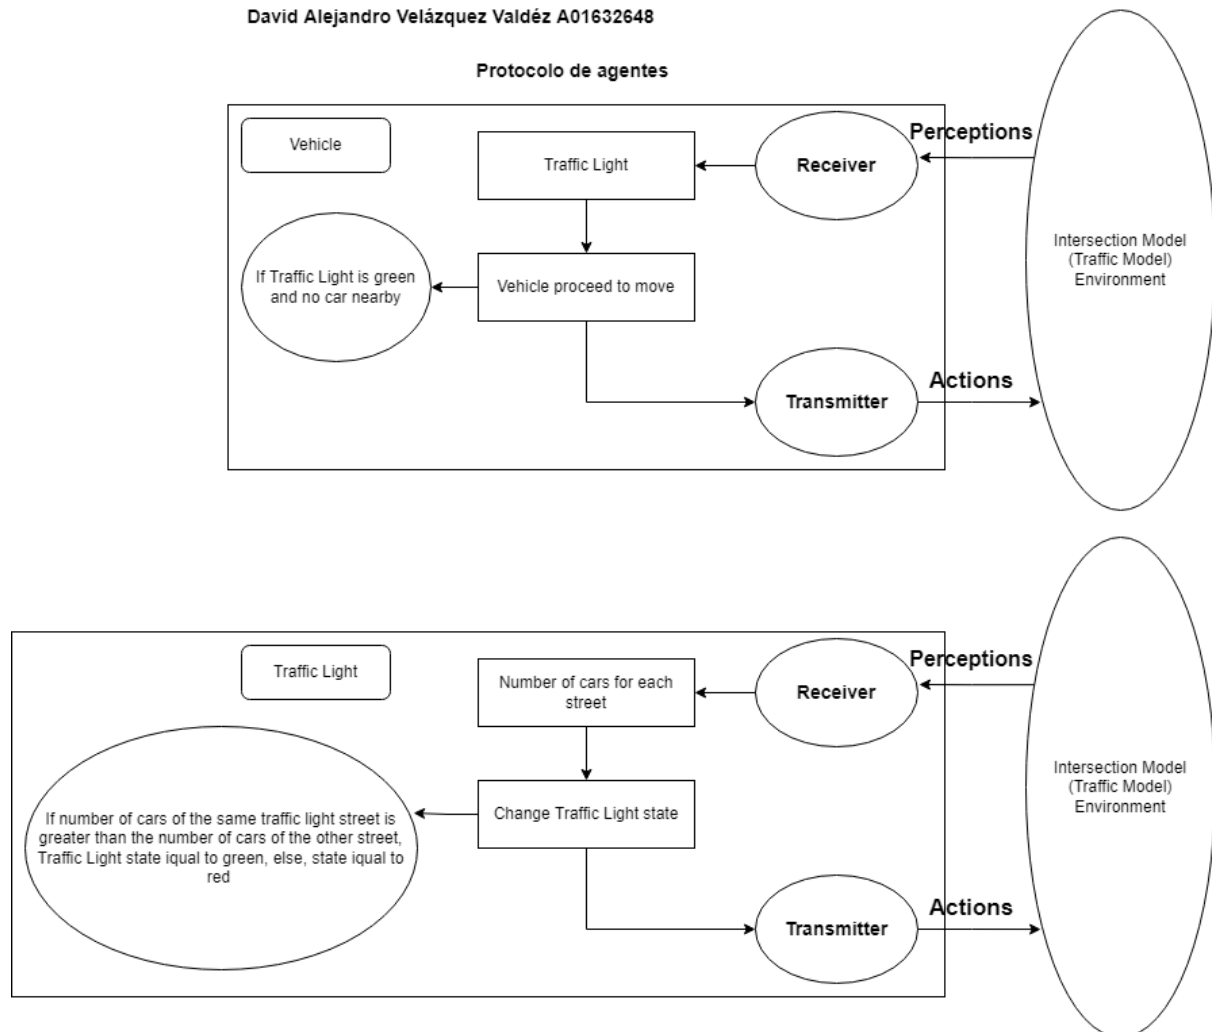 David Alejandro Velázquez Valdéz A01632648
Protocolo de agentes
Vehicle
Traffic Light
Receiver
Perceptions
If Traffic Light is green
and no car nearby
Vehicle proceed to move
Intersection Model
(Traffic Model)
Environment
Transmitter
Actions
Traffic Light
Number of cars for each
street
Receiver
Perceptions
If number of cars of the same traffic light street is
greater than the number of cars of the other street,
Traffic Light state iqual to green, else, state iqual to
red
Change Traffic Light state
Intersection Model
(Traffic Model)
Environment
Transmitter
Actions